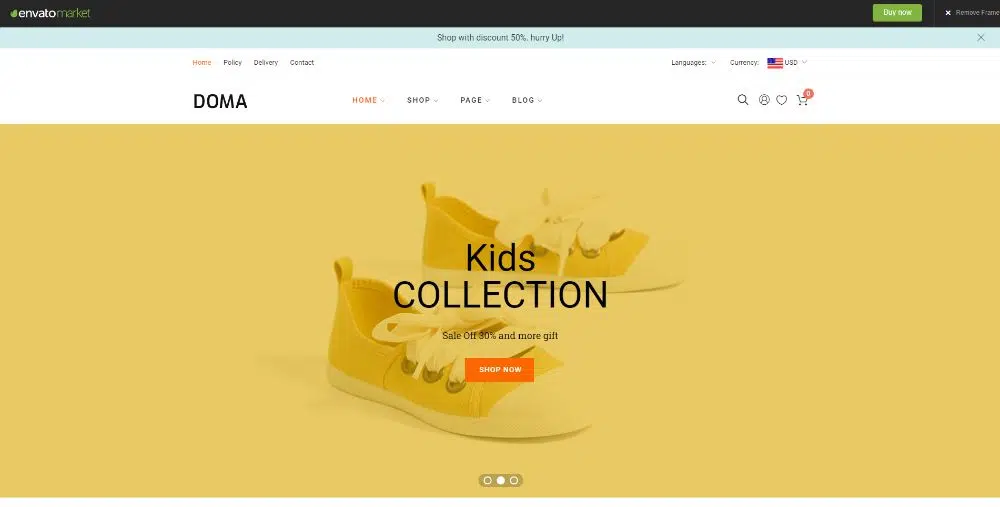 envatomarket
Buy now
Remove Frame
Shop with discount 50%. hurry Up!
Home Policy Delivery Contact
Languages: Currency: USD
DOMA
HOME SHOP PAGE BLOG
0
Kids
COLLECTION
Sale Off 30% and more gift
SHOP NOW